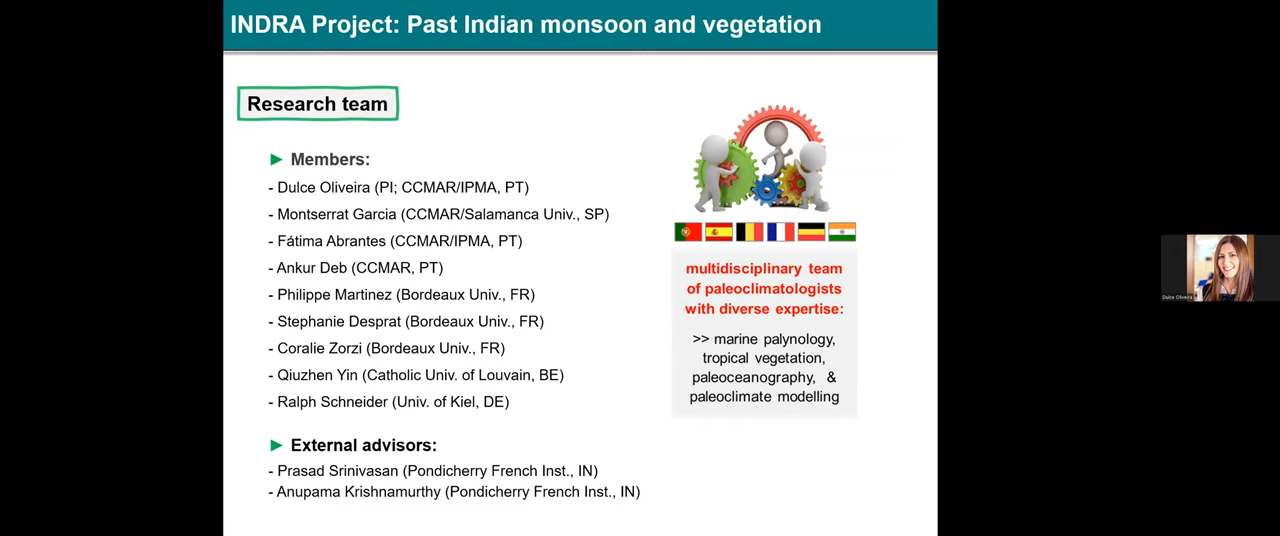 INDRA Project: Past Indian monsoon and vegetation
Research team
► Members:
- Dulce Oliveira (PI; CCMAR/IPMA, PT)
- Montserrat Garcia (CCMAR/Salamanca Univ., SP)
- Fátima Abrantes (CCMAR/IPMA, PT)
- Ankur Deb (CCMAR, PT)
- Philippe Martinez (Bordeaux Univ., FR)
- Stephanie Desprat (Bordeaux Univ., FR)
- Coralie Zorzi (Bordeaux Univ., FR)
- Qiuzhen Yin (Catholic Univ. of Louvain, BE)
- Ralph Schneider (Univ. of Kiel, DE)
► External advisors:
- Prasad Srinivasan (Pondicherry French Inst., IN)
- Anupama Krishnamurthy (Pondicherry French Inst., IN)
multidisciplinary team
of paleoclimatologists
with diverse expertise:
>> marine palynology,
tropical vegetation,
paleoceanography, &
paleoclimate modelling
Dulce Oliveira